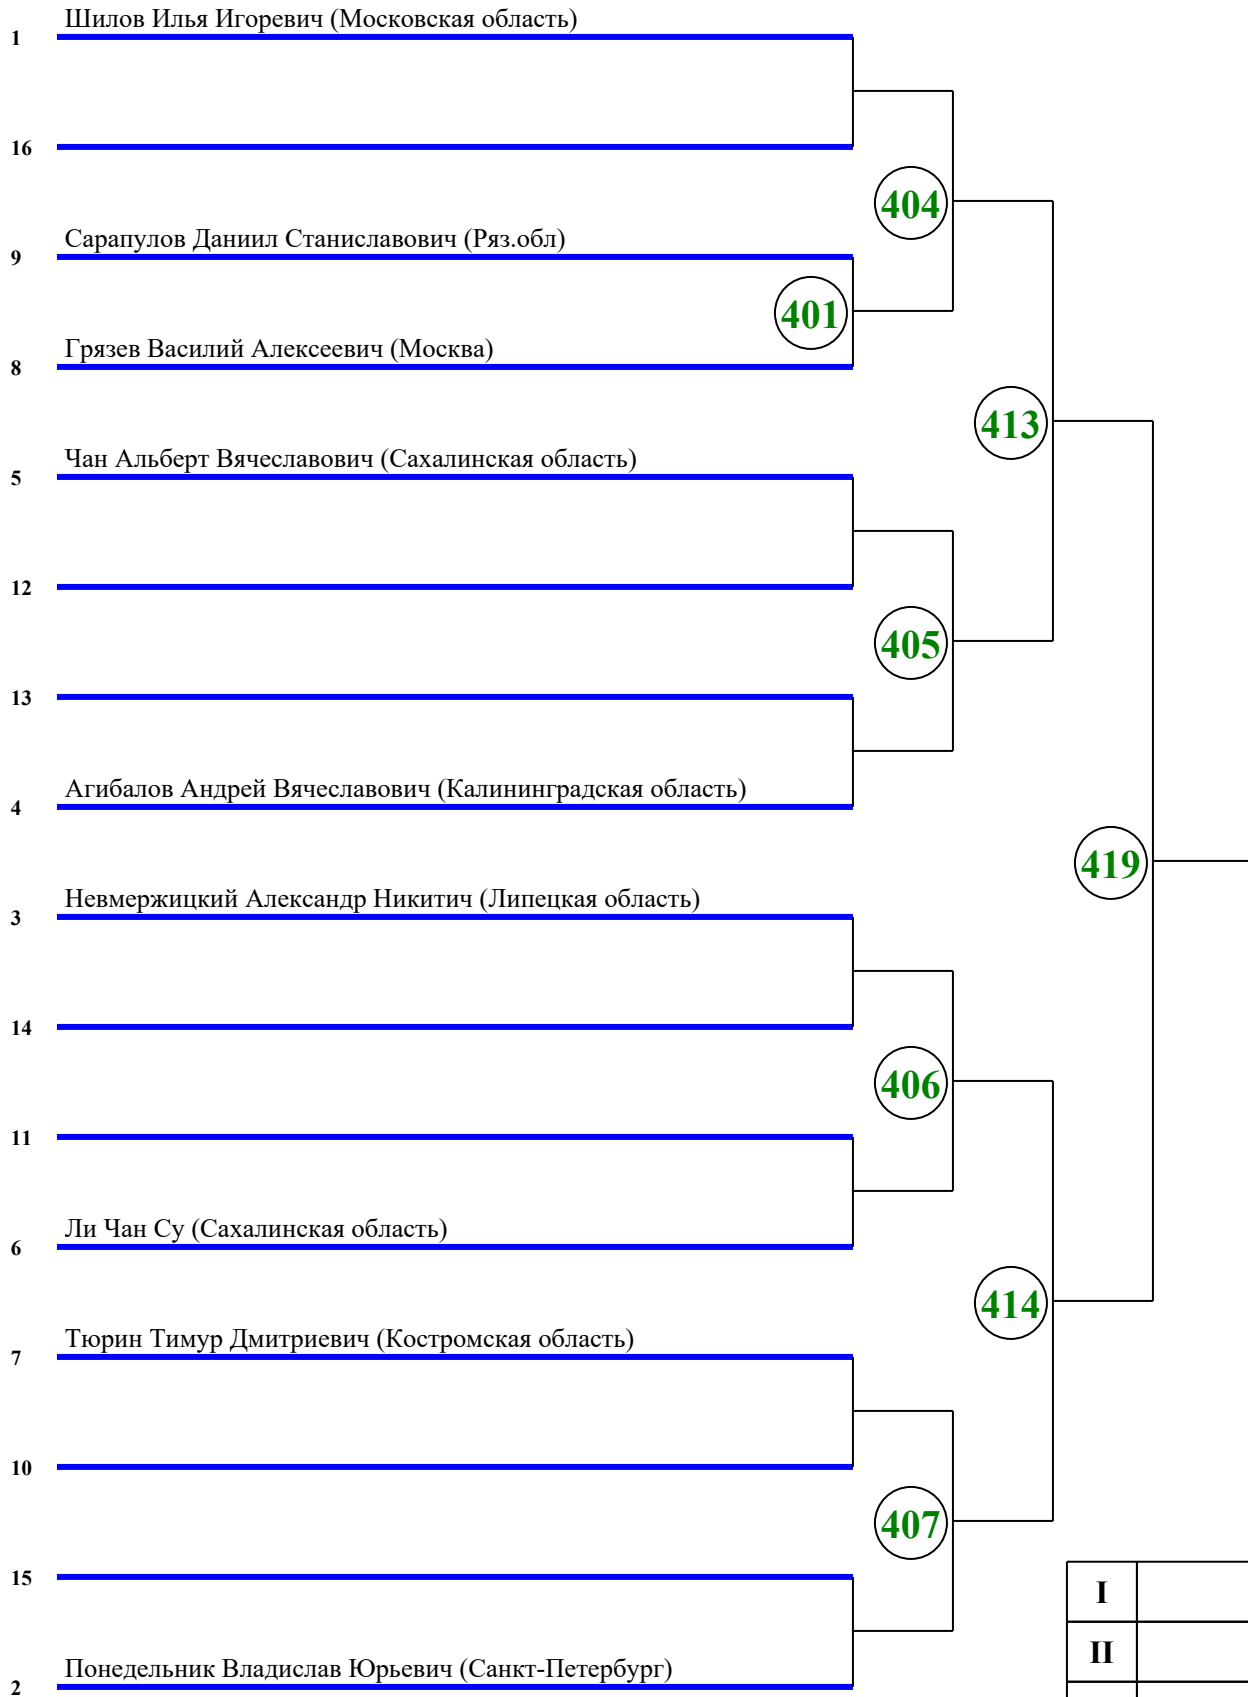 Шилов Илья Игоревич (Московская область)
1
16
404
Сарапулов Даниил Станиславович (Ряз.обл)
9
401
Грязев Василий Алексеевич (Москва)
8
413
Чан Альберт Вячеславович (Сахалинская область)
5
12
405
13
Агибалов Андрей Вячеславович (Калининградская область)
4
419
Невмержицкий Александр Никитич (Липецкая область)
3
14
406
11
Ли Чан Су (Сахалинская область)
6
414
Тюрин Тимур Дмитриевич (Костромская область)
7
10
407
15
I
II
Понедельник Владислав Юрьевич (Санкт-Петербург)
2